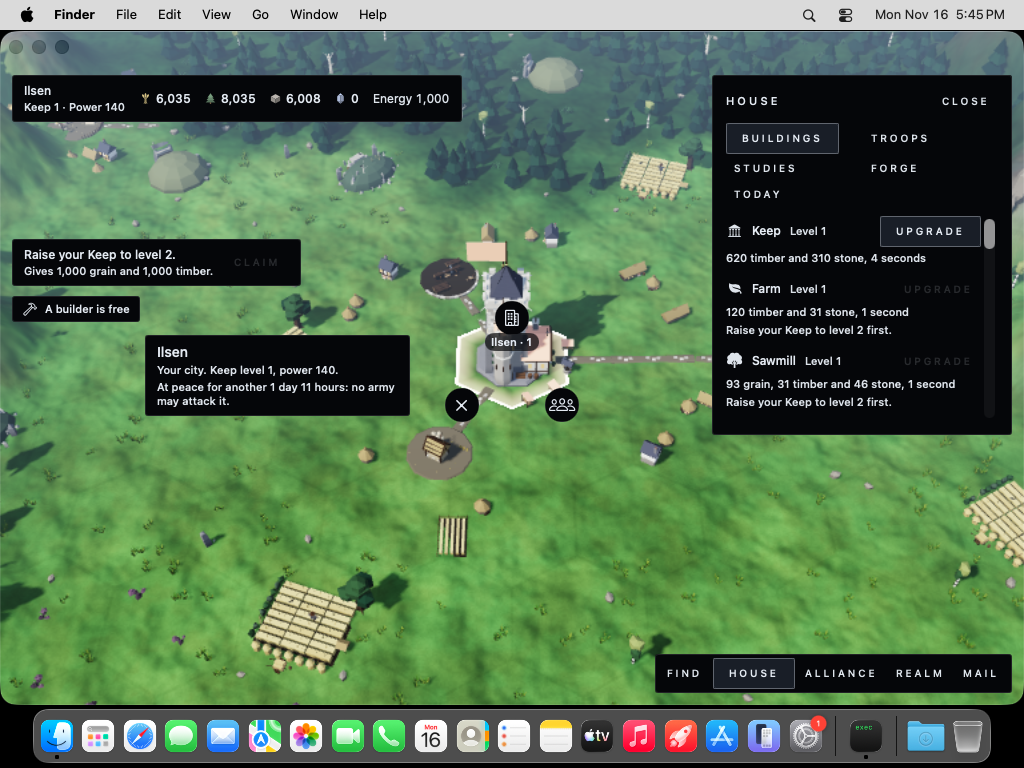 Finder File Edit View Go Window Help Mon Nov 16 5:45 PM
Ilsen
Keep 1 · Power 140
6,035 8,035 6,008 0 Energy 1,000
HOUSE CLOSE
BUILDINGS TROOPS
STUDIES FORGE
TODAY
Keep Level 1 UPGRADE
620 timber and 310 stone, 4 seconds
Farm Level 1 UPGRADE
120 timber and 31 stone, 1 second
Raise your Keep to level 2 first.
Sawmill Level 1 UPGRADE
93 grain, 31 timber and 46 stone, 1 second
Raise your Keep to level 2 first.
Raise your Keep to level 2.
Gives 1,000 grain and 1,000 timber.
CLAIM
A builder is free
Ilsen
Your city. Keep level 1, power 140.
At peace for another 1 day 11 hours: no army
may attack it.
Ilsen · 1
FIND HOUSE ALLIANCE REALM MAIL
Mon
16
tv
1
exec